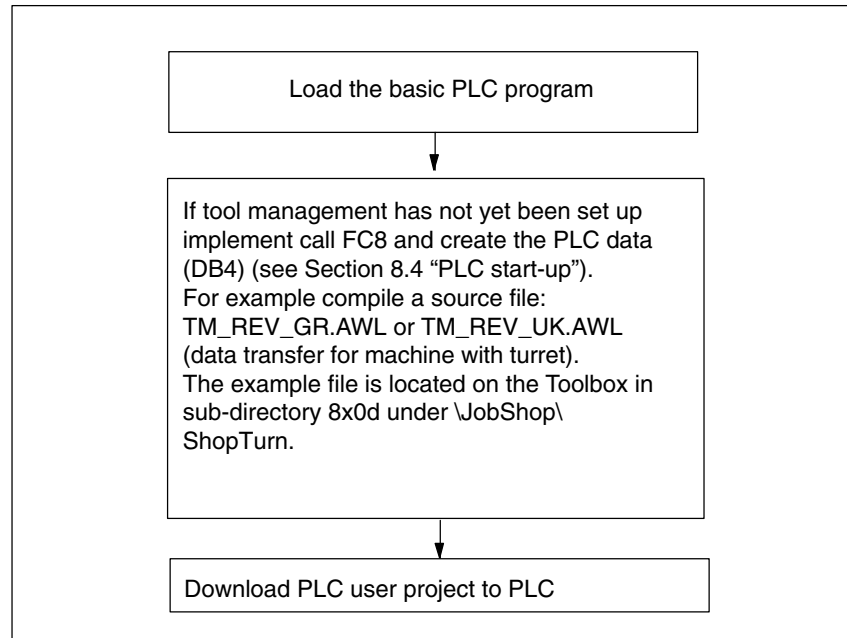 Load the basic PLC program
If tool management has not yet been set up
implement call FC8 and create the PLC data
(DB4) (see Section 8.4 “PLC start-up”).
For example compile a source file:
TM_REV_GR.AWL or TM_REV_UK.AWL
(data transfer for machine with turret).
The example file is located on the Toolbox in
sub-directory 8x0d under \JobShop\
ShopTurn.
Download PLC user project to PLC